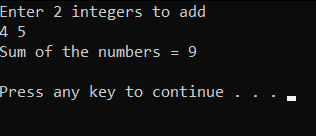 Enter 2 integers to add
4 5
Sum of the numbers = 9
Press any key to continue . . .